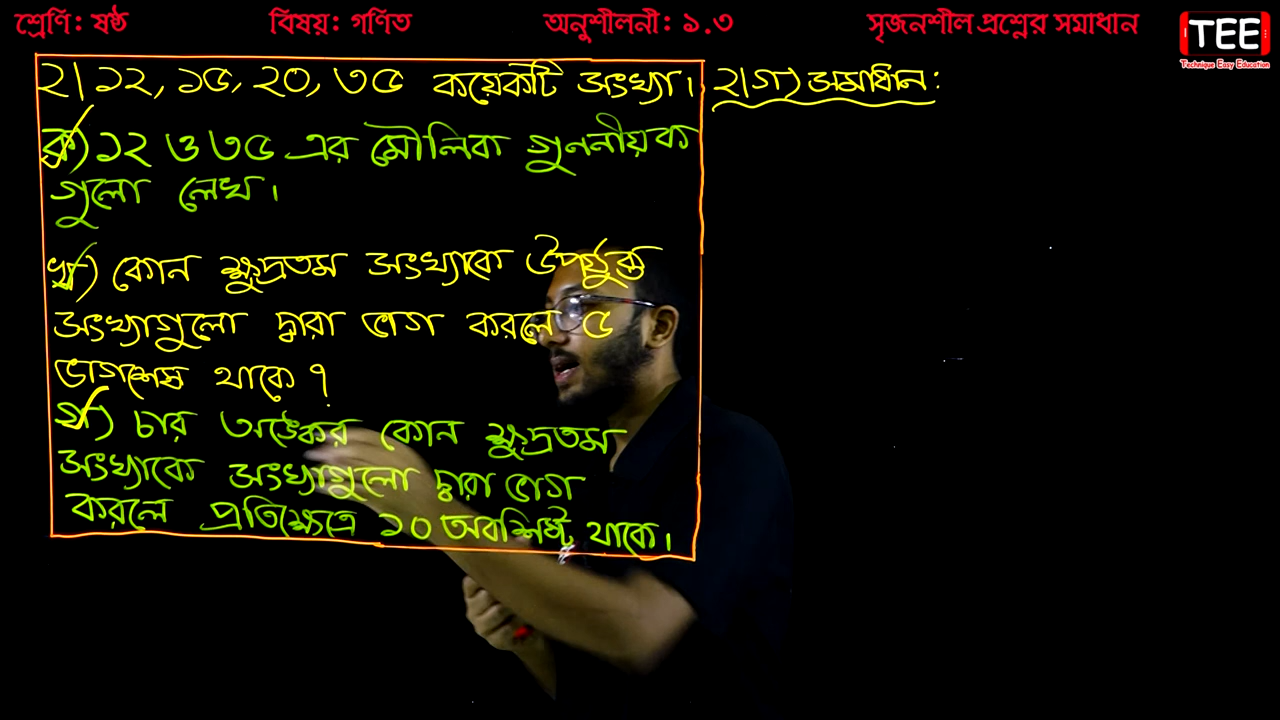 শ্রেণি: ষষ্ঠ
বিষয়: গণিত
অনুশীলনী: ১.৩
সৃজনশীল প্রশ্নের সমাধান
TEE
Technique Easy Education
২। ১২, ১৫, ২০, ৩৫ কয়েকটি সংখ্যা।
ক) ১২ ও ৩৫ এর মৌলিক গুননীয়ক
গুলো লেখ।
খ) কোন ক্ষুদ্রতম সংখ্যাকে উপর্যুক্ত
সংখ্যাগুলো দ্বারা ভাগ করলে ৫
ভাগশেষ থাকে?
গ) চার অঙ্কের কোন ক্ষুদ্রতম
সংখ্যাকে সংখ্যাগুলো দ্বারা ভাগ
করলে প্রতিক্ষেত্রে ১০ অবশিষ্ট থাকে।
২।গ) সমাধান: